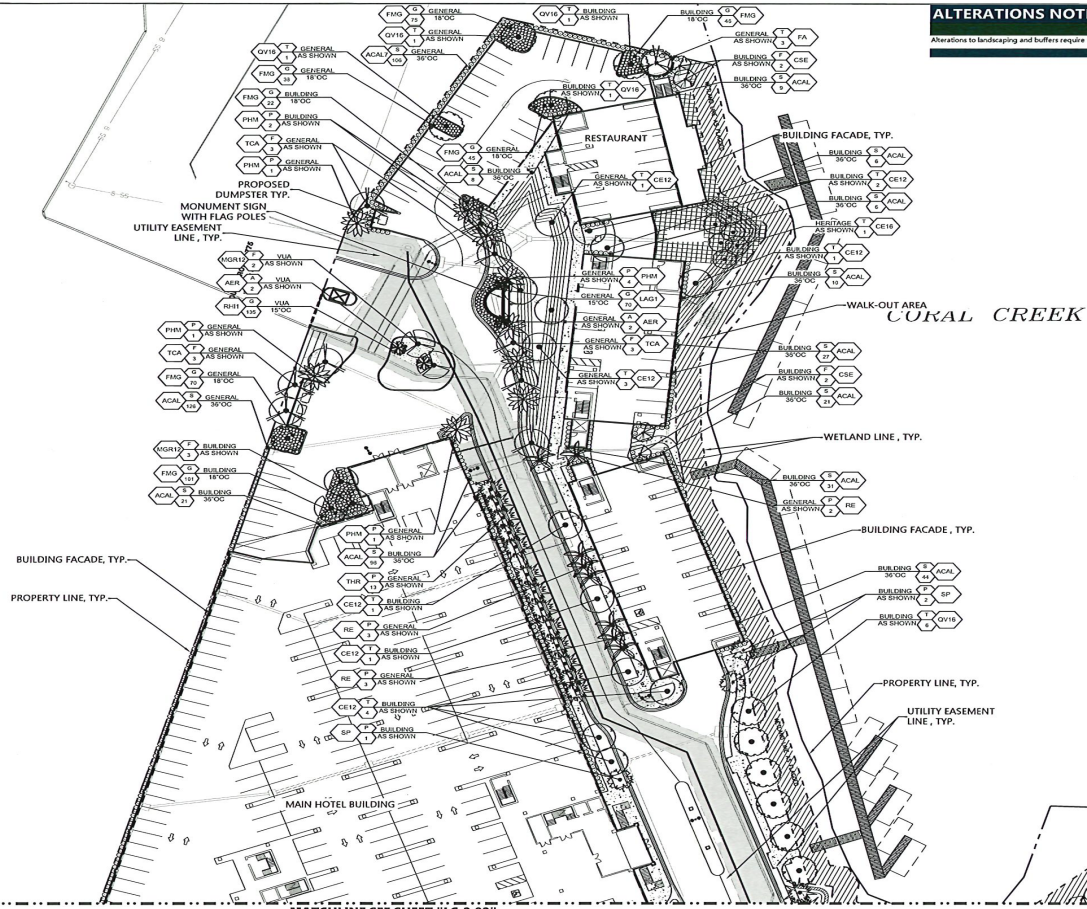 ALTERATIONS NOT
Alterations to landscaping and buffers require
FMG G 75 GENERAL 18"OC
QV16 T 1 GENERAL AS SHOWN
ACAL7 S 106 GENERAL 36"OC
QV16 T 1 BUILDING AS SHOWN
BUILDING 18"OC G 45 FMG
GENERAL AS SHOWN T 3 FA
BUILDING AS SHOWN F 2 CSE
BUILDING 36"OC S 9 ACAL
QV16 T 1 GENERAL AS SHOWN
FMG G 38 GENERAL 18"OC
FMG G 22 BUILDING 18"OC
PHM P 2 BUILDING AS SHOWN
TCA F 3 GENERAL AS SHOWN
PHM P 1 GENERAL AS SHOWN
BUILDING AS SHOWN T 1 QV16
RESTAURANT
FMG G 45 GENERAL 18"OC
ACAL S 8 BUILDING 36"OC
GENERAL AS SHOWN T 1 CE12
BUILDING FACADE, TYP.
BUILDING 36"OC S 6 ACAL
BUILDING AS SHOWN T 2 CE12
BUILDING 36"OC S 6 ACAL
HERITAGE AS SHOWN T 1 CE16
BUILDING AS SHOWN T 1 CE12
BUILDING 36"OC S 10 ACAL
PROPOSED
DUMPSTER TYP.
MONUMENT SIGN
WITH FLAG POLES
UTILITY EASEMENT
LINE , TYP.
MGR12 F 2 VUA AS SHOWN
AER A 2 VUA AS SHOWN
RHI1 G 135 VUA 15"OC
GENERAL AS SHOWN P 4 PHM
GENERAL 15"OC G 70 LAG1
GENERAL AS SHOWN A 2 AER
GENERAL AS SHOWN F 3 TCA
GENERAL AS SHOWN T 3 CE12
WALK-OUT AREA
CORAL CREEK
PHM P 1 GENERAL AS SHOWN
TCA F 3 GENERAL AS SHOWN
FMG G 70 GENERAL 18"OC
ACAL S 126 GENERAL 36"OC
BUILDING 36"OC S 27 ACAL
BUILDING AS SHOWN F 2 CSE
BUILDING 36"OC S 21 ACAL
WETLAND LINE , TYP.
MGR12 F 3 BUILDING AS SHOWN
FMG G 101 BUILDING 18"OC
ACAL S 21 BUILDING 36"OC
BUILDING 36"OC S 31 ACAL
GENERAL AS SHOWN P 2 RE
BUILDING FACADE , TYP.
PHM P 1 GENERAL AS SHOWN
ACAL S 96 BUILDING 36"OC
THR P 13 GENERAL AS SHOWN
CE12 T 1 BUILDING AS SHOWN
RE P 3 GENERAL AS SHOWN
CE12 T 1 BUILDING AS SHOWN
RE P 3 GENERAL AS SHOWN
CE12 T 4 BUILDING AS SHOWN
SP P 1 BUILDING AS SHOWN
BUILDING FACADE, TYP.
PROPERTY LINE, TYP.
BUILDING 36"OC S 44 ACAL
BUILDING AS SHOWN P 2 SP
BUILDING AS SHOWN T 6 QV16
PROPERTY LINE, TYP.
UTILITY EASEMENT
LINE , TYP.
MAIN HOTEL BUILDING